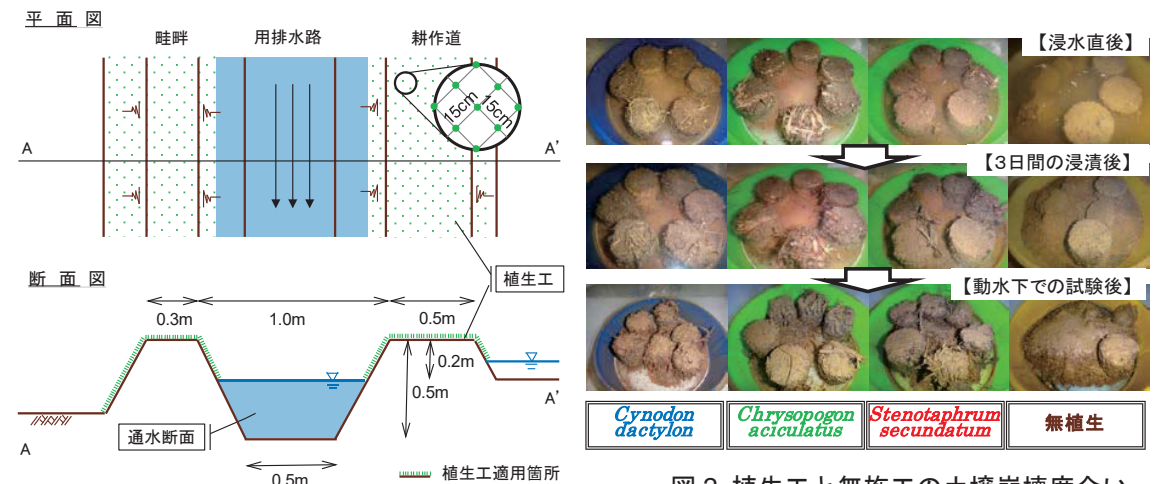 平 面 図
畦畔
用排水路
耕作道
15cm
15cm
A
A'
断 面 図
植生工
0.3m
1.0m
0.5m
0.2m
0.5m
A'
通水断面
A
0.5m
植生工適用箇所
【浸水直後】
【3日間の浸漬後】
【動水下での試験後】
Cynodon
dactylon
Chrysopogon
aciculatus
Stenotaphrum
secundatum
無植生